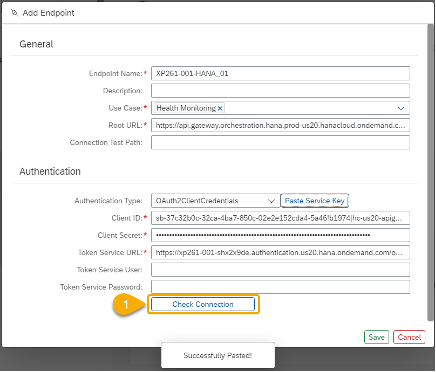 Add Endpoint
General
Endpoint Name:* XP261-001-HANA_01
Description:
Use Case:* Health Monitoring ×
Root URL:* https://api.gateway.orchestration.hana.prod-us20.hanacloud.ondemand.c...
Connection Test Path:
Authentication
Authentication Type: OAuth2ClientCredentials Paste Service Key
Client ID:* sb-37c32b0c-32ca-4ba7-850c-02e2e152cda4-5a46fb1974|hc-us20-apig...
Client Secret:*
Token Service URL:* https://xp261-001-shx2x9de.authentication.us20.hana.ondemand.com/o...
Token Service User:
Token Service Password:
1 Check Connection
Save Cancel
Successfully Pasted!